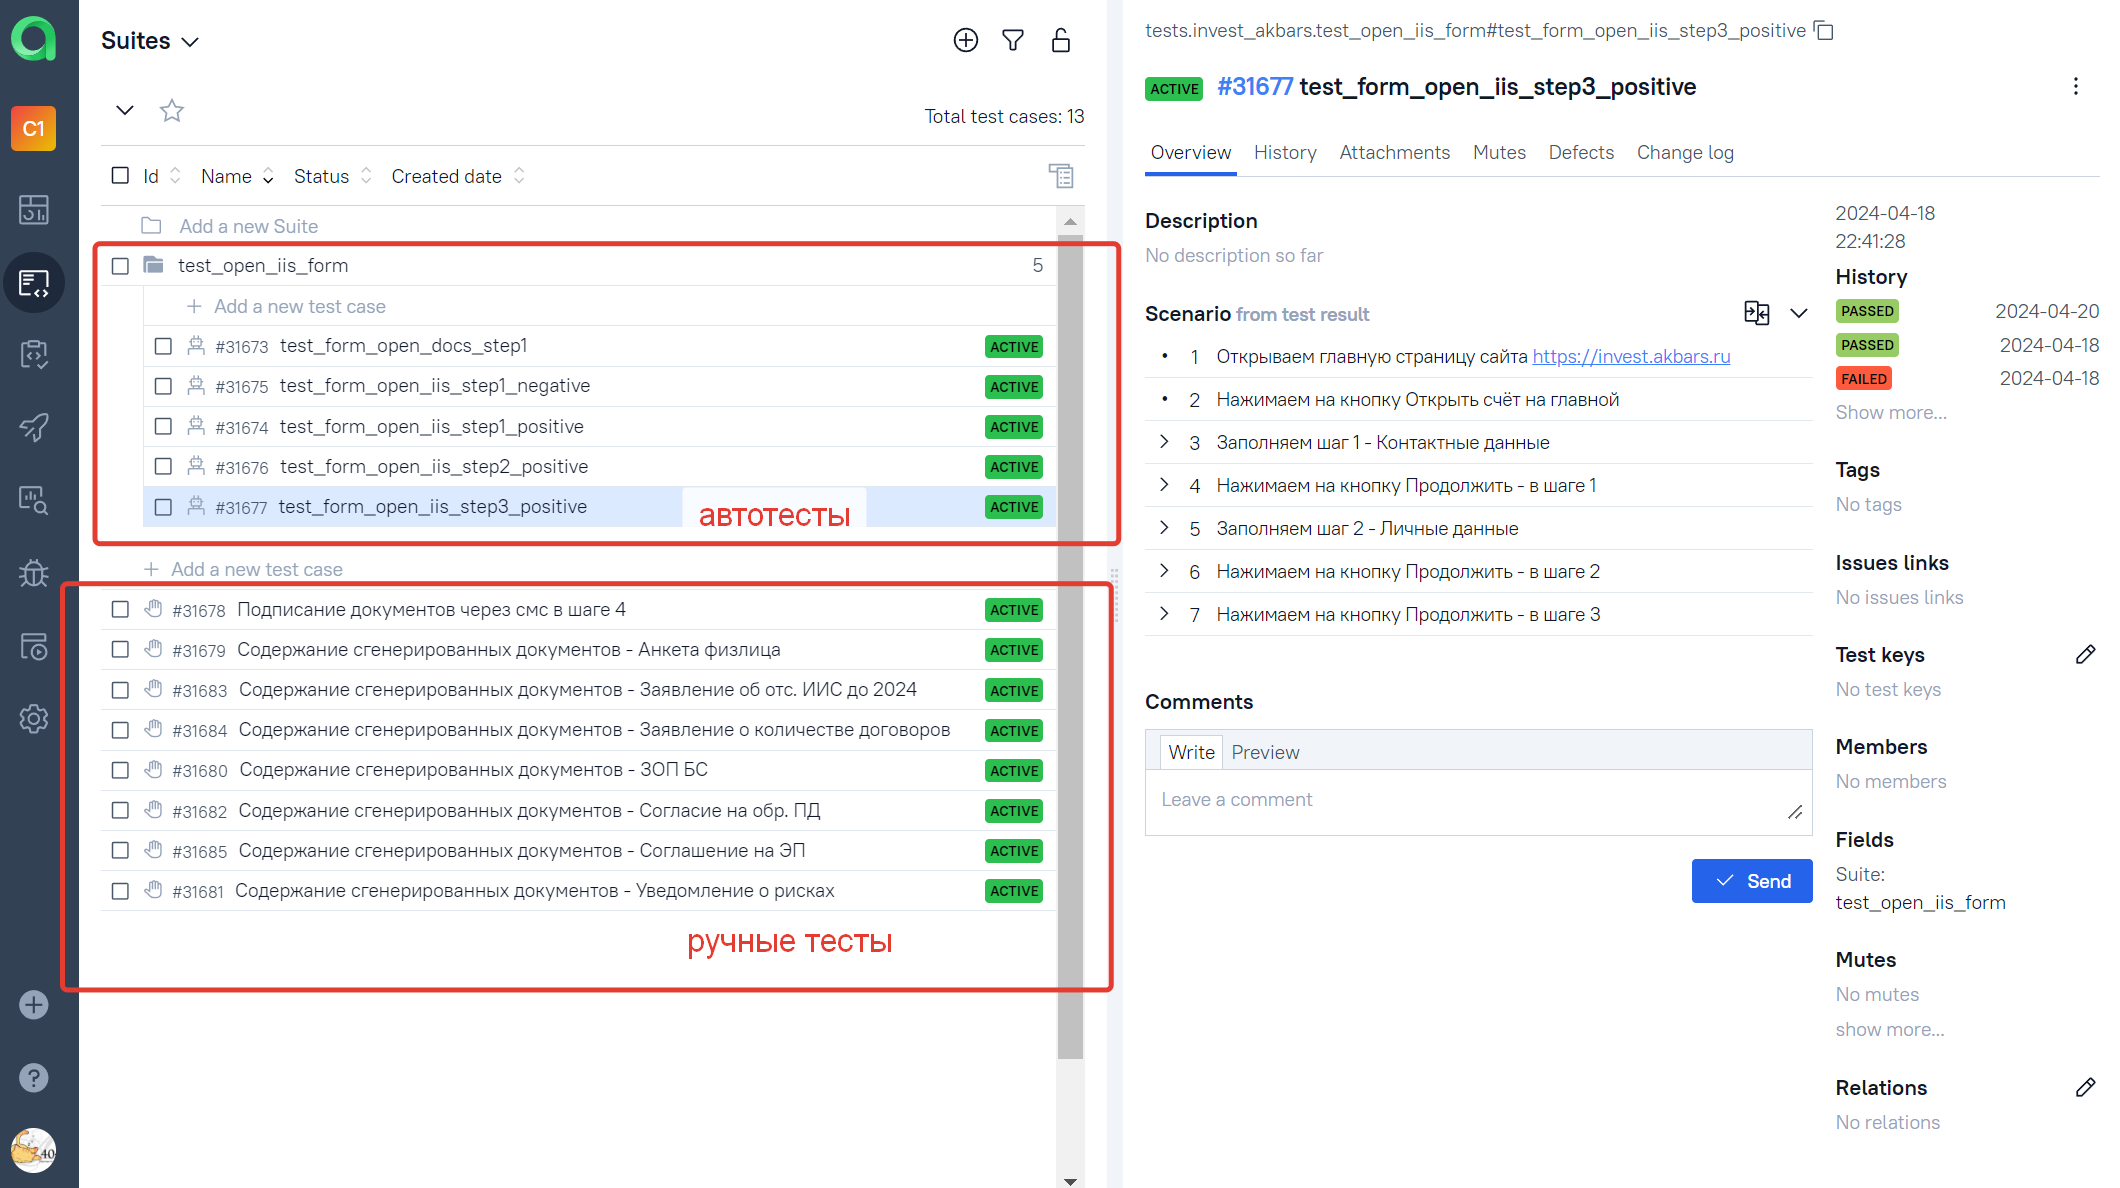 Suites
C1
Total test cases: 13
Id Name Status Created date
Add a new Suite
test_open_iis_form 5
Add a new test case
#31673 test_form_open_docs_step1 ACTIVE
#31675 test_form_open_iis_step1_negative ACTIVE
#31674 test_form_open_iis_step1_positive ACTIVE
#31676 test_form_open_iis_step2_positive ACTIVE
#31677 test_form_open_iis_step3_positive ACTIVE
автотесты
Add a new test case
#31678 Подписание документов через смс в шаге 4 ACTIVE
#31679 Содержание сгенерированных документов - Анкета физлица ACTIVE
#31683 Содержание сгенерированных документов - Заявление об отс. ИИС до 2024 ACTIVE
#31684 Содержание сгенерированных документов - Заявление о количестве договоров ACTIVE
#31680 Содержание сгенерированных документов - ЗОП БС ACTIVE
#31682 Содержание сгенерированных документов - Согласие на обр. ПД ACTIVE
#31685 Содержание сгенерированных документов - Соглашение на ЭП ACTIVE
#31681 Содержание сгенерированных документов - Уведомление о рисках ACTIVE
ручные тесты
40
tests.invest_akbars.test_open_iis_form#test_form_open_iis_step3_positive
ACTIVE #31677 test_form_open_iis_step3_positive
Overview History Attachments Mutes Defects Change log
Description
No description so far
Scenario from test result
• 1 Открываем главную страницу сайта https://invest.akbars.ru
• 2 Нажимаем на кнопку Открыть счёт на главной
3 Заполняем шаг 1 - Контактные данные
4 Нажимаем на кнопку Продолжить - в шаге 1
5 Заполняем шаг 2 - Личные данные
6 Нажимаем на кнопку Продолжить - в шаге 2
7 Нажимаем на кнопку Продолжить - в шаге 3
Comments
Write Preview
Leave a comment
Send
2024-04-18
22:41:28
History
PASSED 2024-04-20
PASSED 2024-04-18
FAILED 2024-04-18
Show more...
Tags
No tags
Issues links
No issues links
Test keys
No test keys
Members
No members
Fields
Suite:
test_open_iis_form
Mutes
No mutes
show more...
Relations
No relations